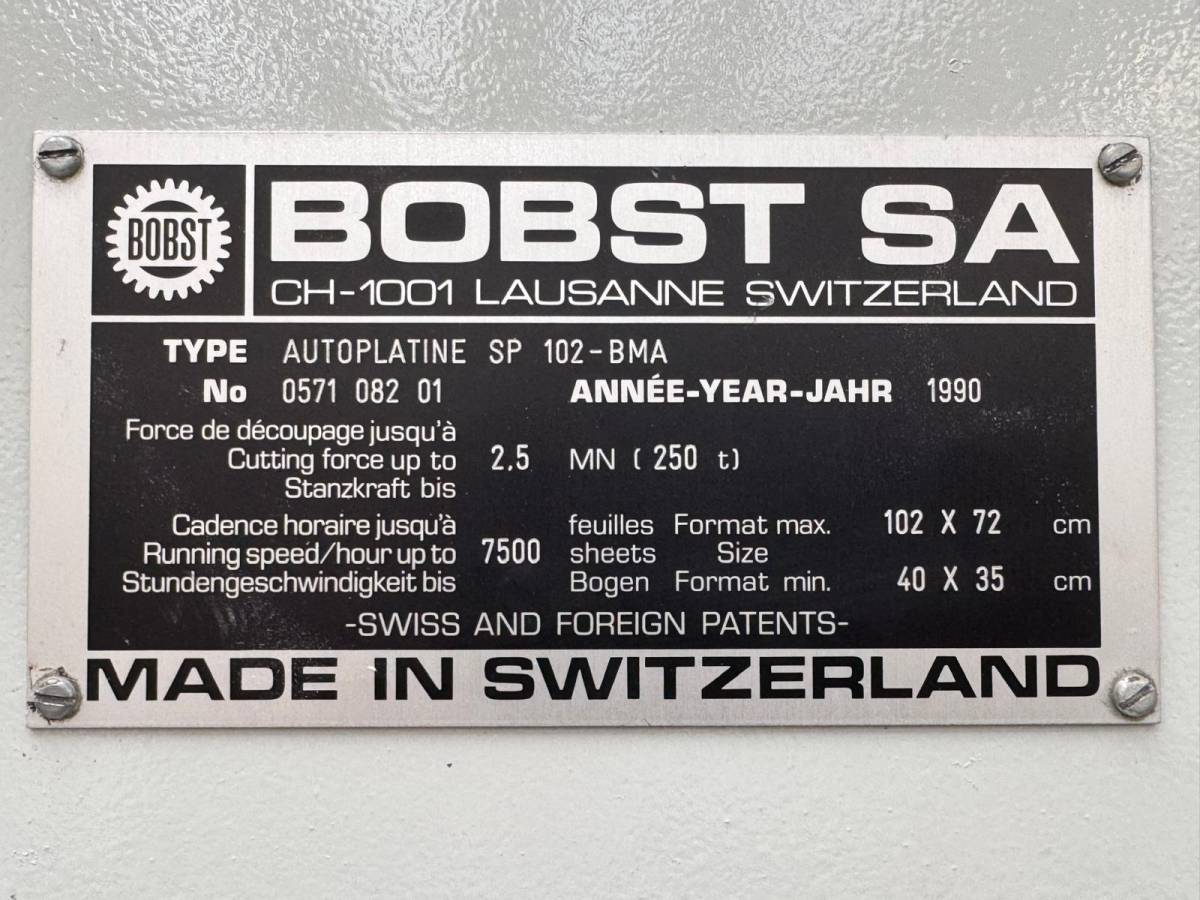 BOBST
BOBST SA
CH-1001 LAUSANNE SWITZERLAND
TYPE AUTOPLATINE SP 102-BMA
No 0571 082 01 ANNÉE-YEAR-JAHR 1990
Force de découpage jusqu'à
Cutting force up to 2,5 MN ( 250 t)
Stanzkraft bis
Cadence horaire jusqu'à feuilles Format max. 102 X 72 cm
Running speed/hour up to 7500 sheets Size
Stundengeschwindigkeit bis Bogen Format min. 40 X 35 cm
-SWISS AND FOREIGN PATENTS-
MADE IN SWITZERLAND